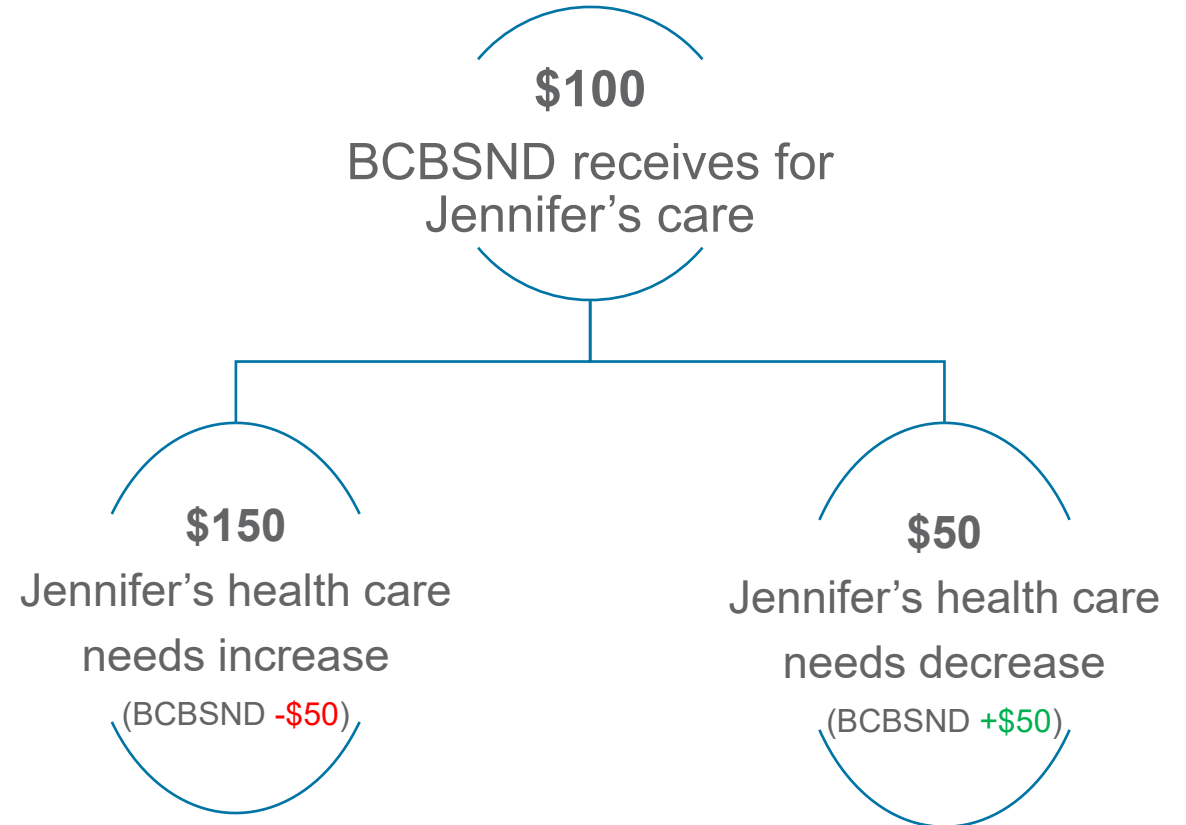 $100
BCBSND receives for
Jennifer’s care
$150
Jennifer’s health care
needs increase
(BCBSND -$50)
$50
Jennifer’s health care
needs decrease
(BCBSND +$50)